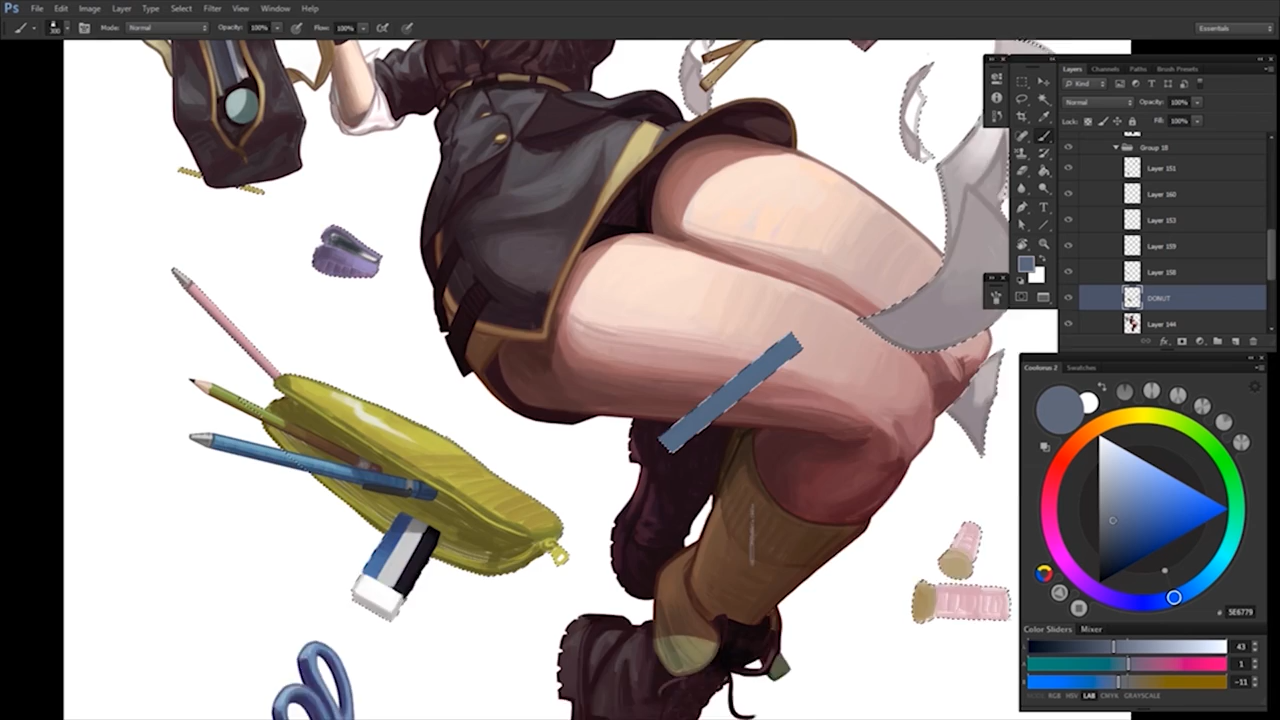 Ps File Edit Image Layer Type Select Filter View Window Help
300 Mode: Normal Opacity: 100% Flow: 100% Essentials
Layers Channels Paths Brush Presets
Kind
Normal Opacity: 100%
Lock: Fill: 100%
Group 18
Layer 151
Layer 160
Layer 153
Layer 159
Layer 158
DONUT
Layer 144
fx
Coolorus 2 Swatches
# 5E6779
Color Sliders Mixer
L 43
A 1
B -11
RGB HSV LAB CMYK GRAYSCALE